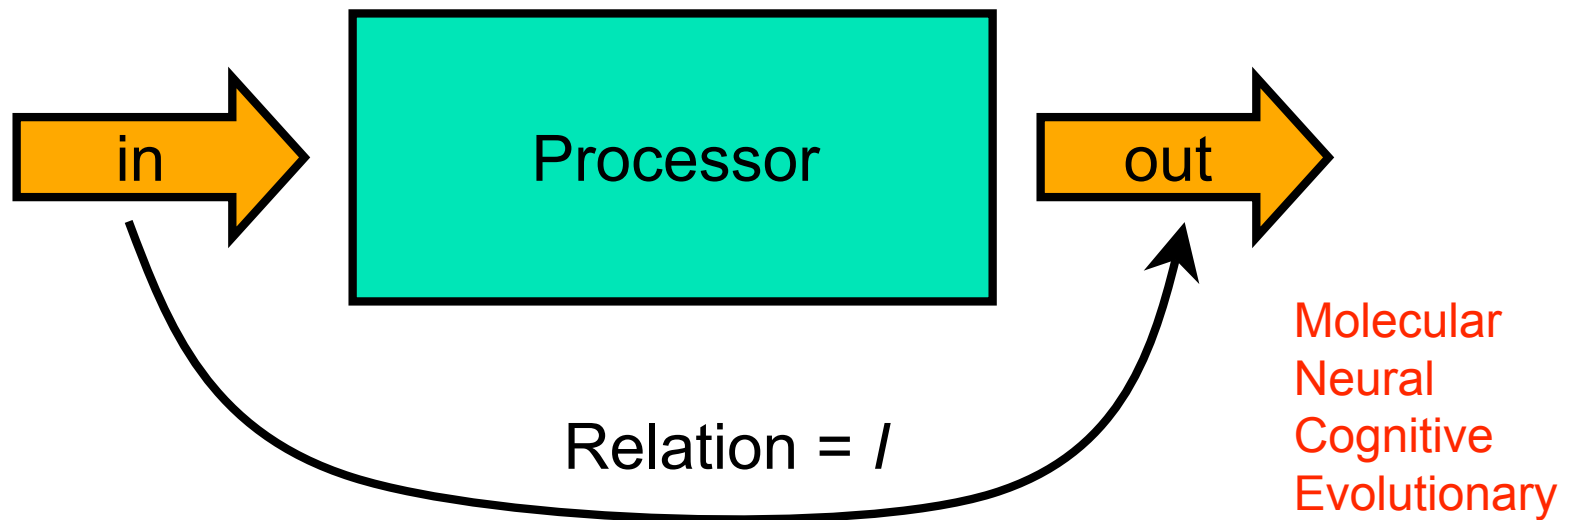 in
Processor
out
Relation = I
Molecular
Neural
Cognitive
Evolutionary